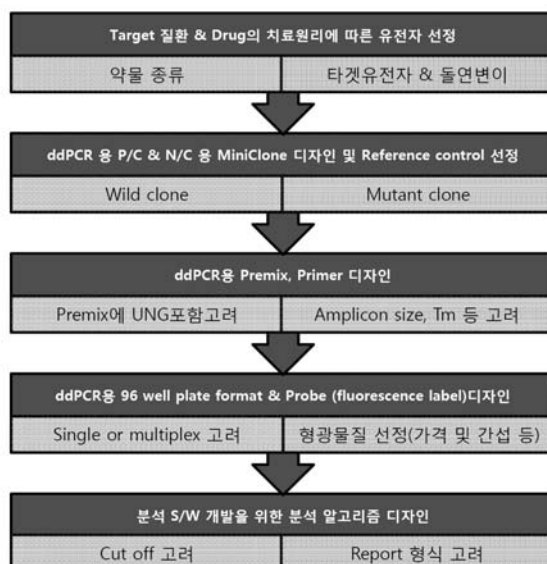 Target 질환 & Drug의 치료원리에 따른 유전자 선정
약물 종류
타겟유전자 & 돌연변이
ddPCR 용 P/C & N/C 용 MiniClone 디자인 및 Reference control 선정
Wild clone
Mutant clone
ddPCR용 Premix, Primer 디자인
Premix에 UNG포함고려
Amplicon size, Tm 등 고려
ddPCR용 96 well plate format & Probe (fluorescence label)디자인
Single or multiplex 고려
형광물질 선정(가격 및 간섭 등)
분석 S/W 개발을 위한 분석 알고리즘 디자인
Cut off 고려
Report 형식 고려